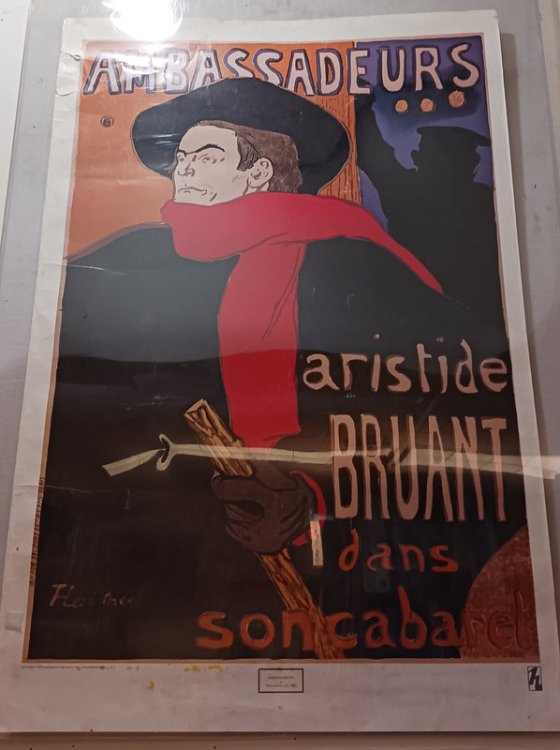 AMBASSADEURS
aristide
BRUANT
dans
son cabaret